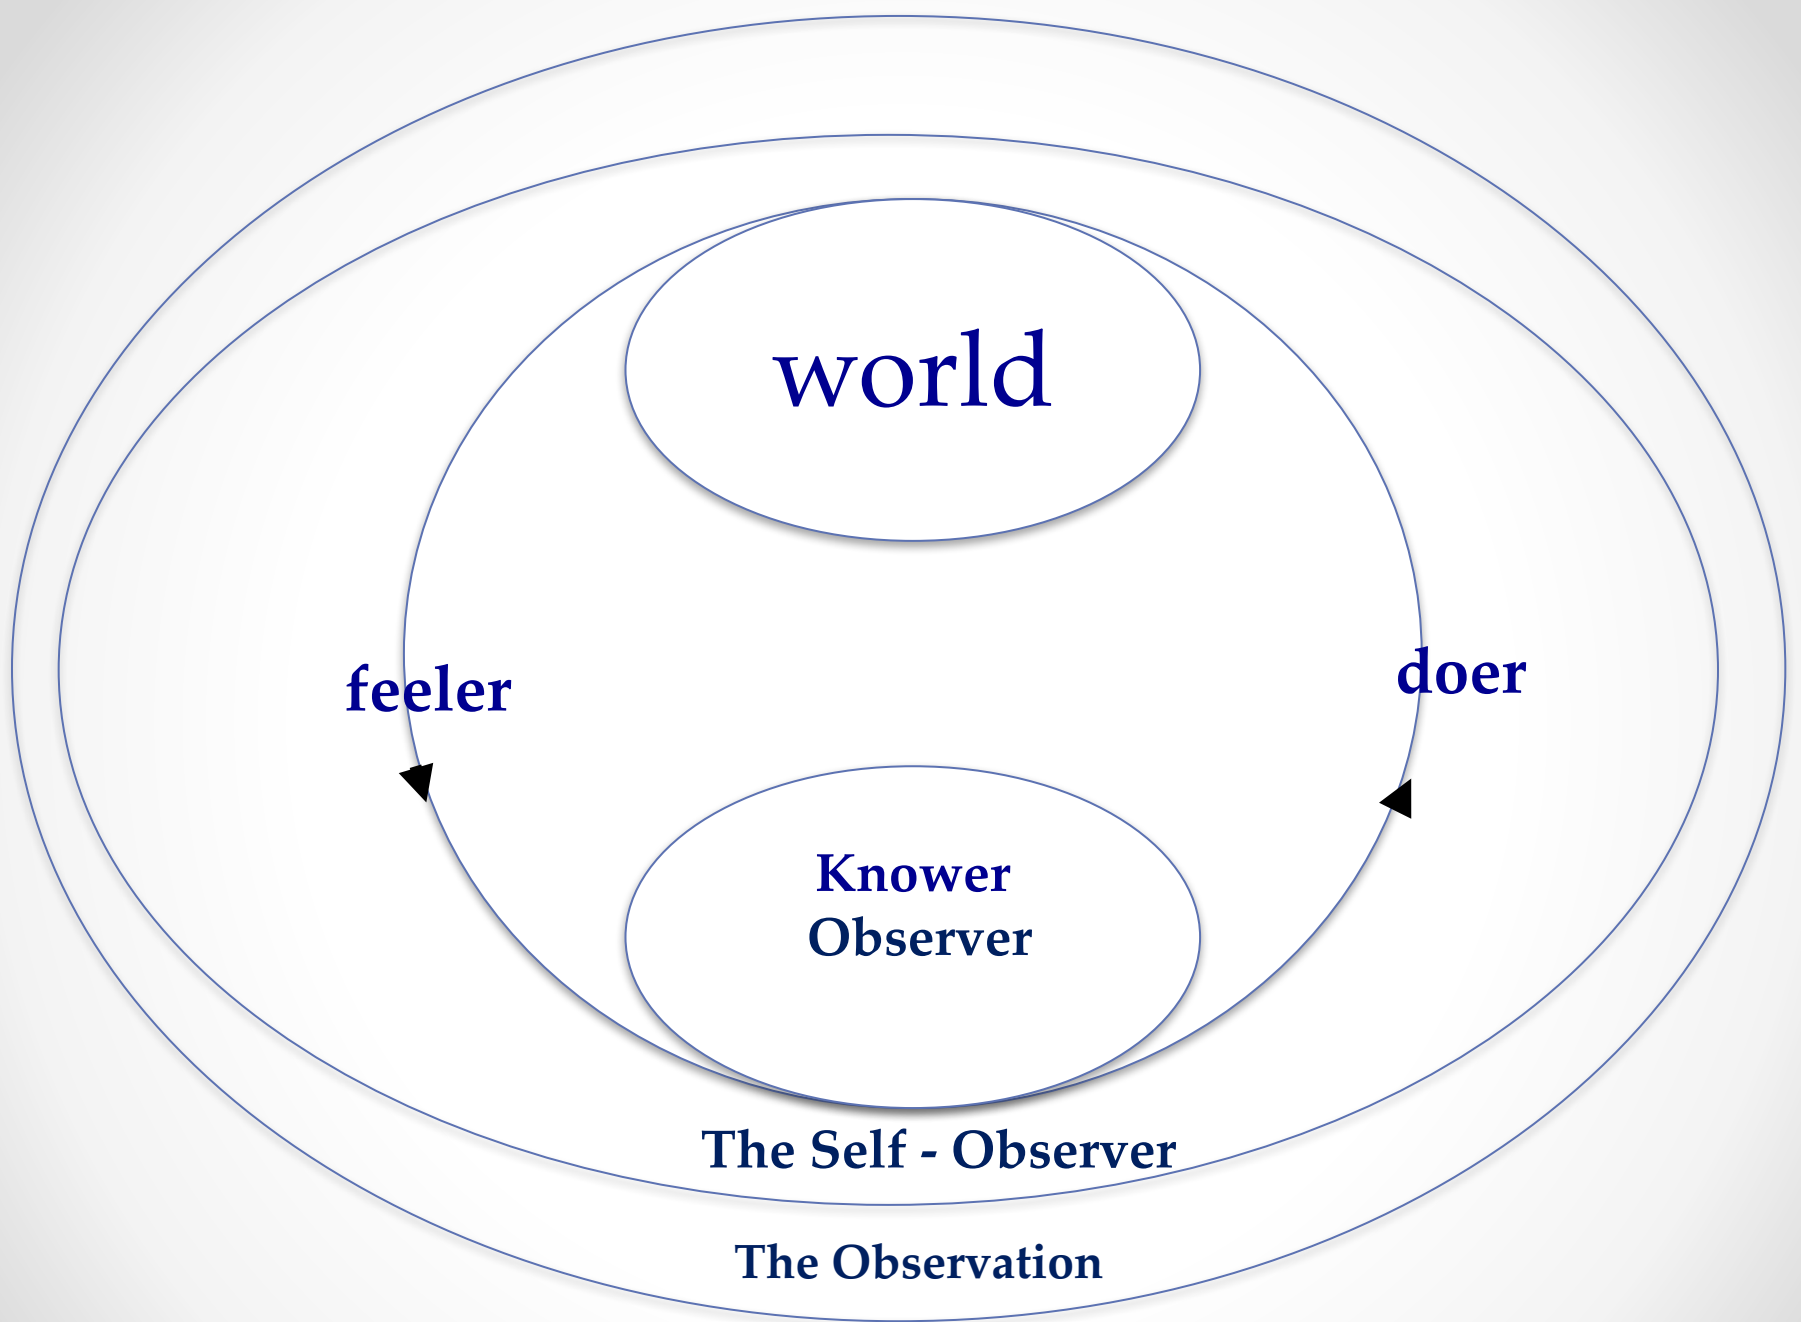 world
feeler
doer
Knower
Observer
The Self - Observer
The Observation